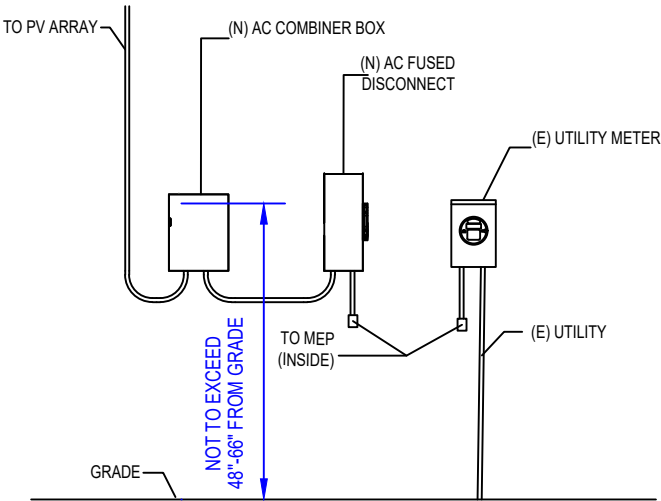 TO PV ARRAY
(N) AC COMBINER BOX
(N) AC FUSED
DISCONNECT
(E) UTILITY METER
TO MEP
(INSIDE)
(E) UTILITY
NOT TO EXCEED
48"-66" FROM GRADE
GRADE